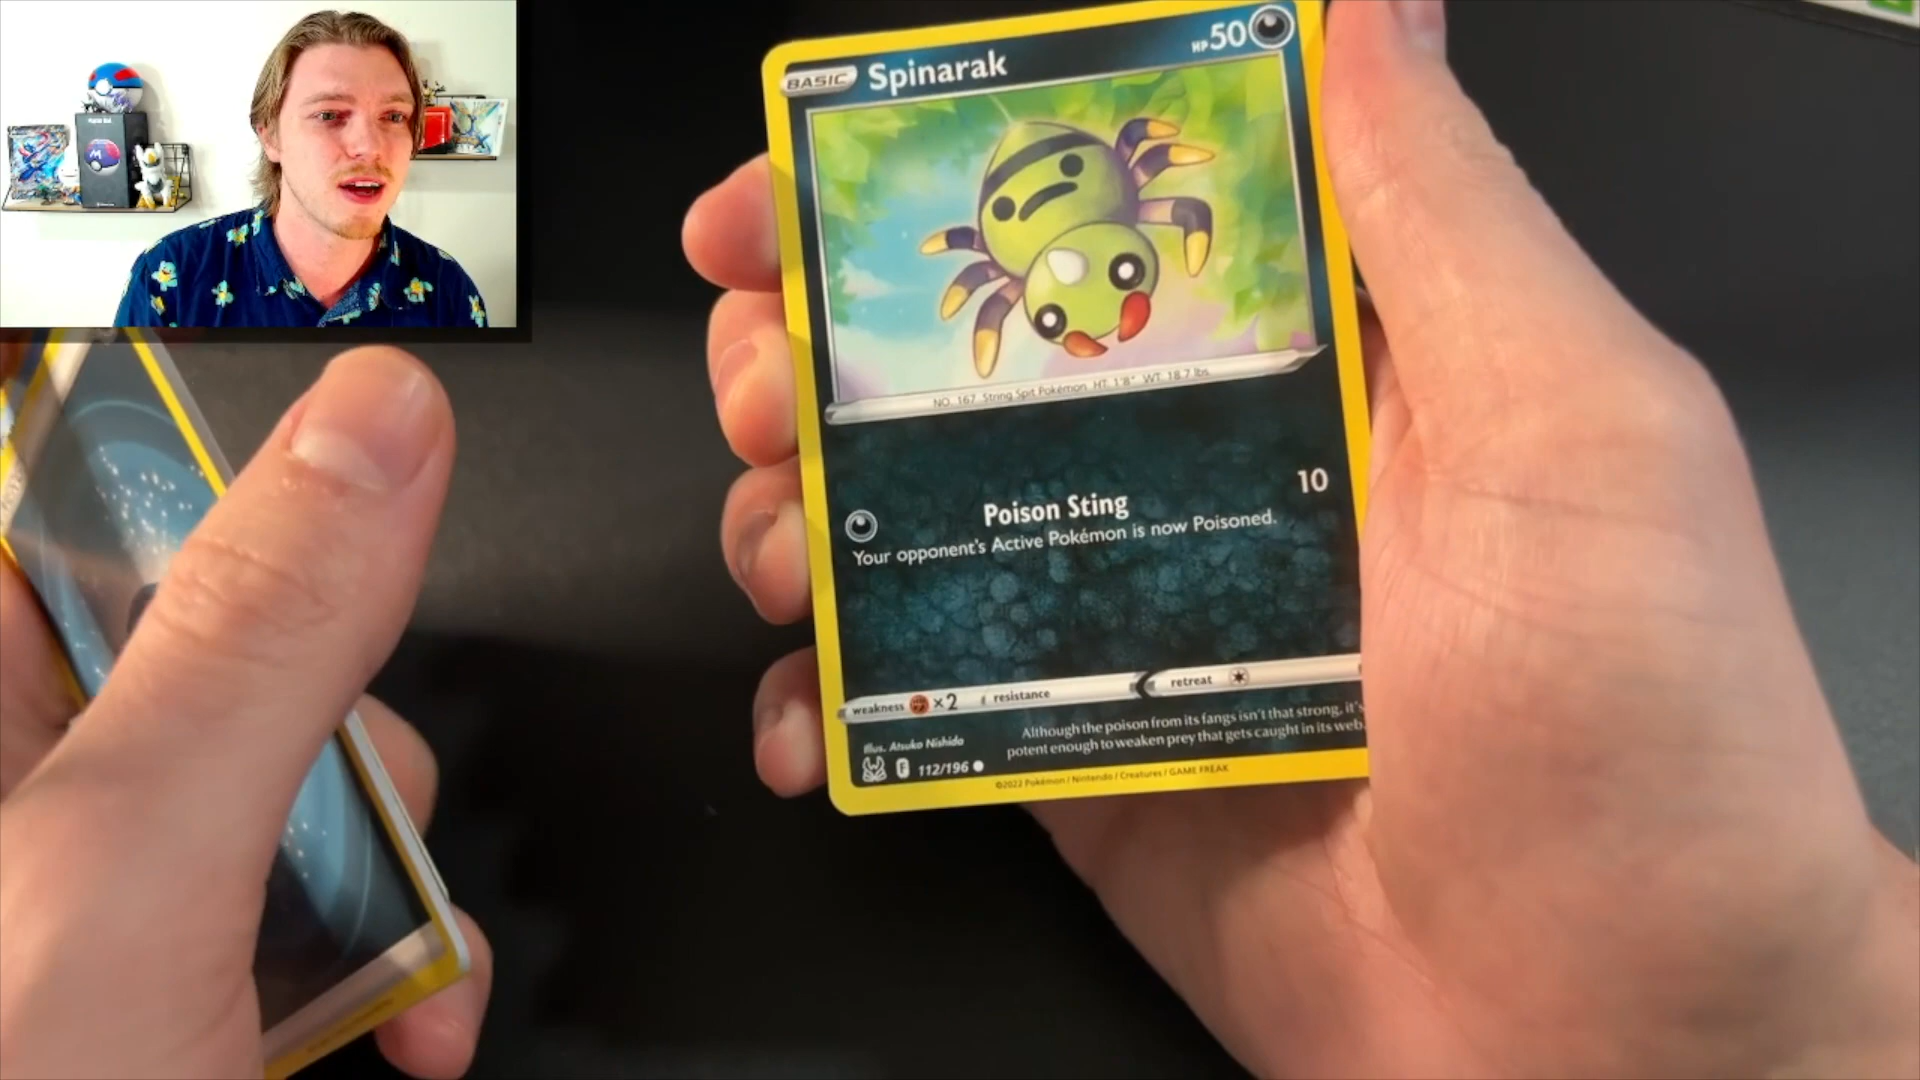 BASIC Spinarak HP 50
NO. 167 String Spit Pokémon HT. 1'8" WT. 18.7 lbs.
Poison Sting 10
Your opponent's Active Pokémon is now Poisoned.
weakness ×2 resistance retreat
Although the poison from its fangs isn't that strong, it's
potent enough to weaken prey that gets caught in its web.
Illus. Atsuko Nishida
F 112/196
©2022 Pokémon / Nintendo / Creatures / GAME FREAK